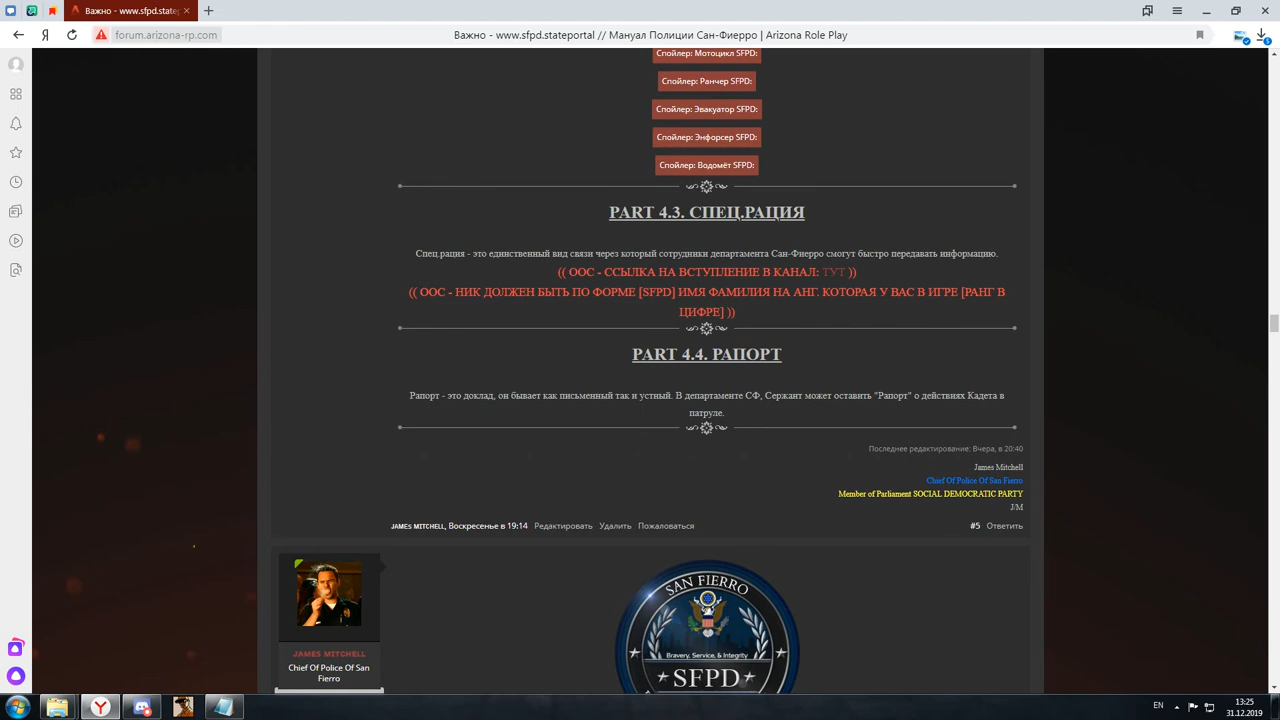 Важно - www.sfpd.state
forum.arizona-rp.com
Важно - www.sfpd.stateportal // Мануал Полиции Сан-Фиерро | Arizona Role Play
Спойлер: Мотоцикл SFPD:
Спойлер: Ранчер SFPD:
Спойлер: Эвакуатор SFPD:
Спойлер: Энфорсер SFPD:
Спойлер: Водомёт SFPD:
PART 4.3. СПЕЦ.РАЦИЯ
Спец.рация - это единственный вид связи через который сотрудники департамента Сан-Фиерро смогут быстро передавать информацию.
(( ООС - ССЫЛКА НА ВСТУПЛЕНИЕ В КАНАЛ: ТУТ ))
(( ООС - НИК ДОЛЖЕН БЫТЬ ПО ФОРМЕ [SFPD] ИМЯ ФАМИЛИЯ НА АНГ. КОТОРАЯ У ВАС В ИГРЕ [РАНГ В
ЦИФРЕ] ))
PART 4.4. РАПОРТ
Рапорт - это доклад, он бывает как письменный так и устный. В департаменте СФ, Сержант может оставить "Рапорт" о действиях Кадета в
патруле.
Последнее редактирование: Вчера, в 20:40
James Mitchell
Chief Of Police Of San Fierro
Member of Parliament SOCIAL DEMOCRATIC PARTY
J/M
JAMES MITCHELL, Воскресенье в 19:14 Редактировать Удалить Пожаловаться #5 Ответить
SAN FIERRO
Bravery, Service, & Integrity
SFPD
JAMES MITCHELL
Chief Of Police Of San
Fierro
EN
13:25
31.12.2019